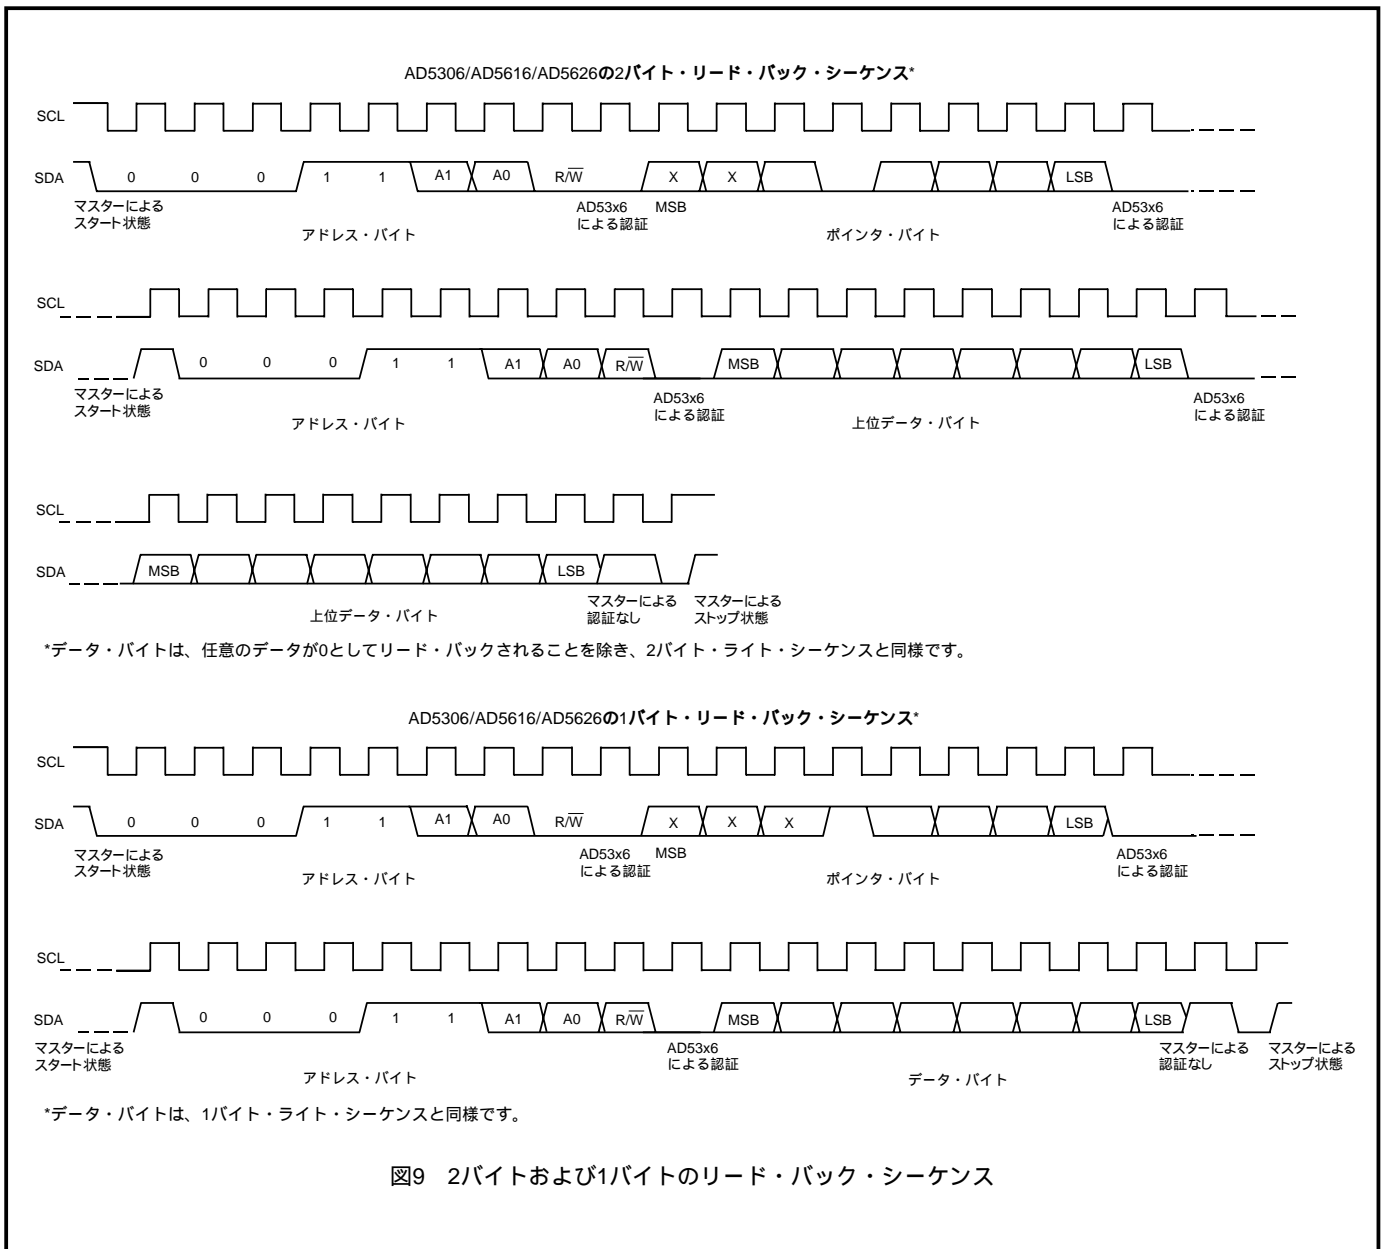 AD5306/AD5616/AD5626の2バイト・リード・バック・シーケンス*
SCL
SDA 0 0 0 1 1 A1 A0 R/W X X LSB
マスターによる
スタート状態
AD53x6
による認証
MSB
AD53x6
による認証
アドレス・バイト
ポインタ・バイト
SCL
SDA 0 0 0 1 1 A1 A0 R/W MSB LSB
マスターによる
スタート状態
AD53x6
による認証
AD53x6
による認証
アドレス・バイト
上位データ・バイト
SCL
SDA MSB LSB
マスターによる
認証なし
マスターによる
ストップ状態
上位データ・バイト
*データ・バイトは、任意のデータが0としてリード・バックされることを除き、2バイト・ライト・シーケンスと同様です。
AD5306/AD5616/AD5626の1バイト・リード・バック・シーケンス*
SCL
SDA 0 0 0 1 1 A1 A0 R/W X X X LSB
マスターによる
スタート状態
AD53x6
による認証
MSB
AD53x6
による認証
アドレス・バイト
ポインタ・バイト
SCL
SDA 0 0 0 1 1 A1 A0 R/W MSB LSB
マスターによる
スタート状態
AD53x6
による認証
マスターによる
認証なし
マスターによる
ストップ状態
アドレス・バイト
データ・バイト
*データ・バイトは、1バイト・ライト・シーケンスと同様です。
図9 2バイトおよび1バイトのリード・バック・シーケンス